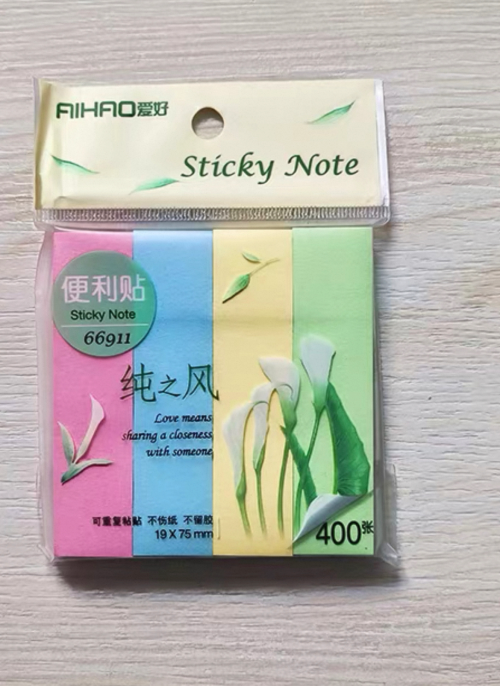 AIHAO爱好
Sticky Note
便利贴
Sticky Note
66911
纯之风
Love means
sharing a closeness
with someone
可重复粘贴 不伤纸 不留胶
19 X 75 mm
400张